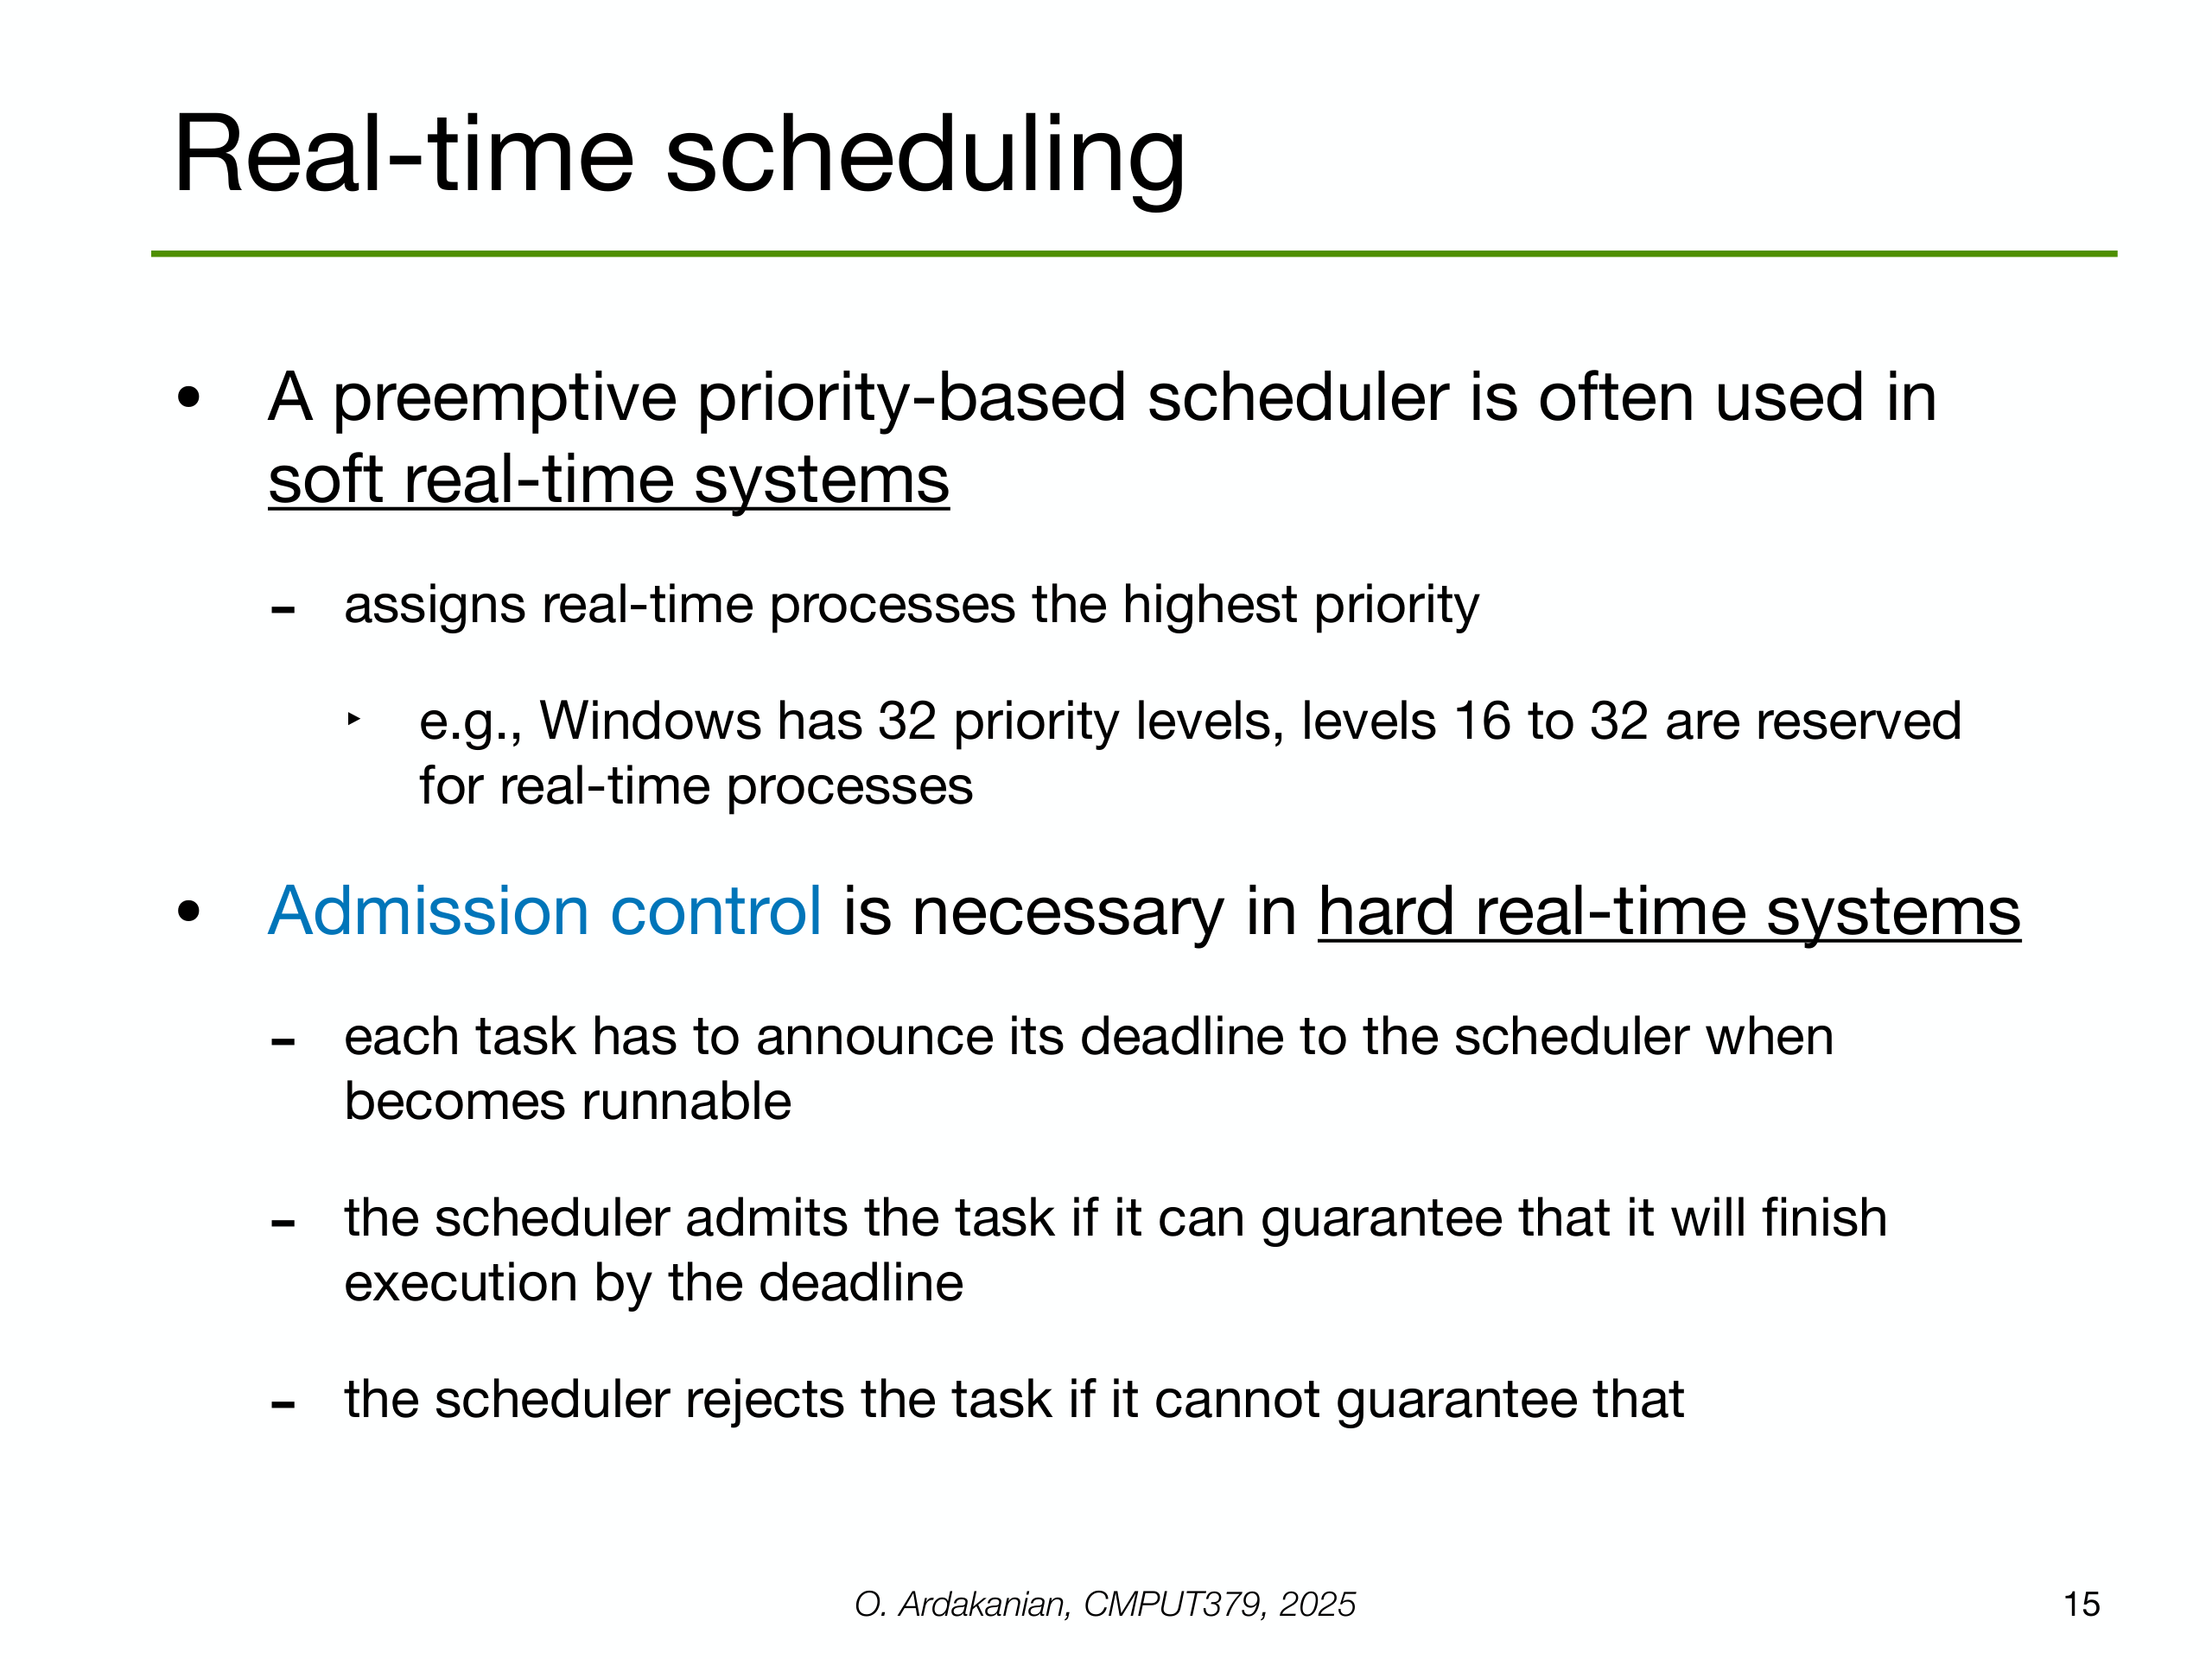 Real-time scheduling
• A preemptive priority-based scheduler is often used in
soft real-time systems
- assigns real-time processes the highest priority
‣ e.g., Windows has 32 priority levels, levels 16 to 32 are reserved
for real-time processes
• Admission control is necessary in hard real-time systems
- each task has to announce its deadline to the scheduler when
becomes runnable
- the scheduler admits the task if it can guarantee that it will finish
execution by the deadline
- the scheduler rejects the task if it cannot guarantee that
O. Ardakanian, CMPUT379, 2025
15